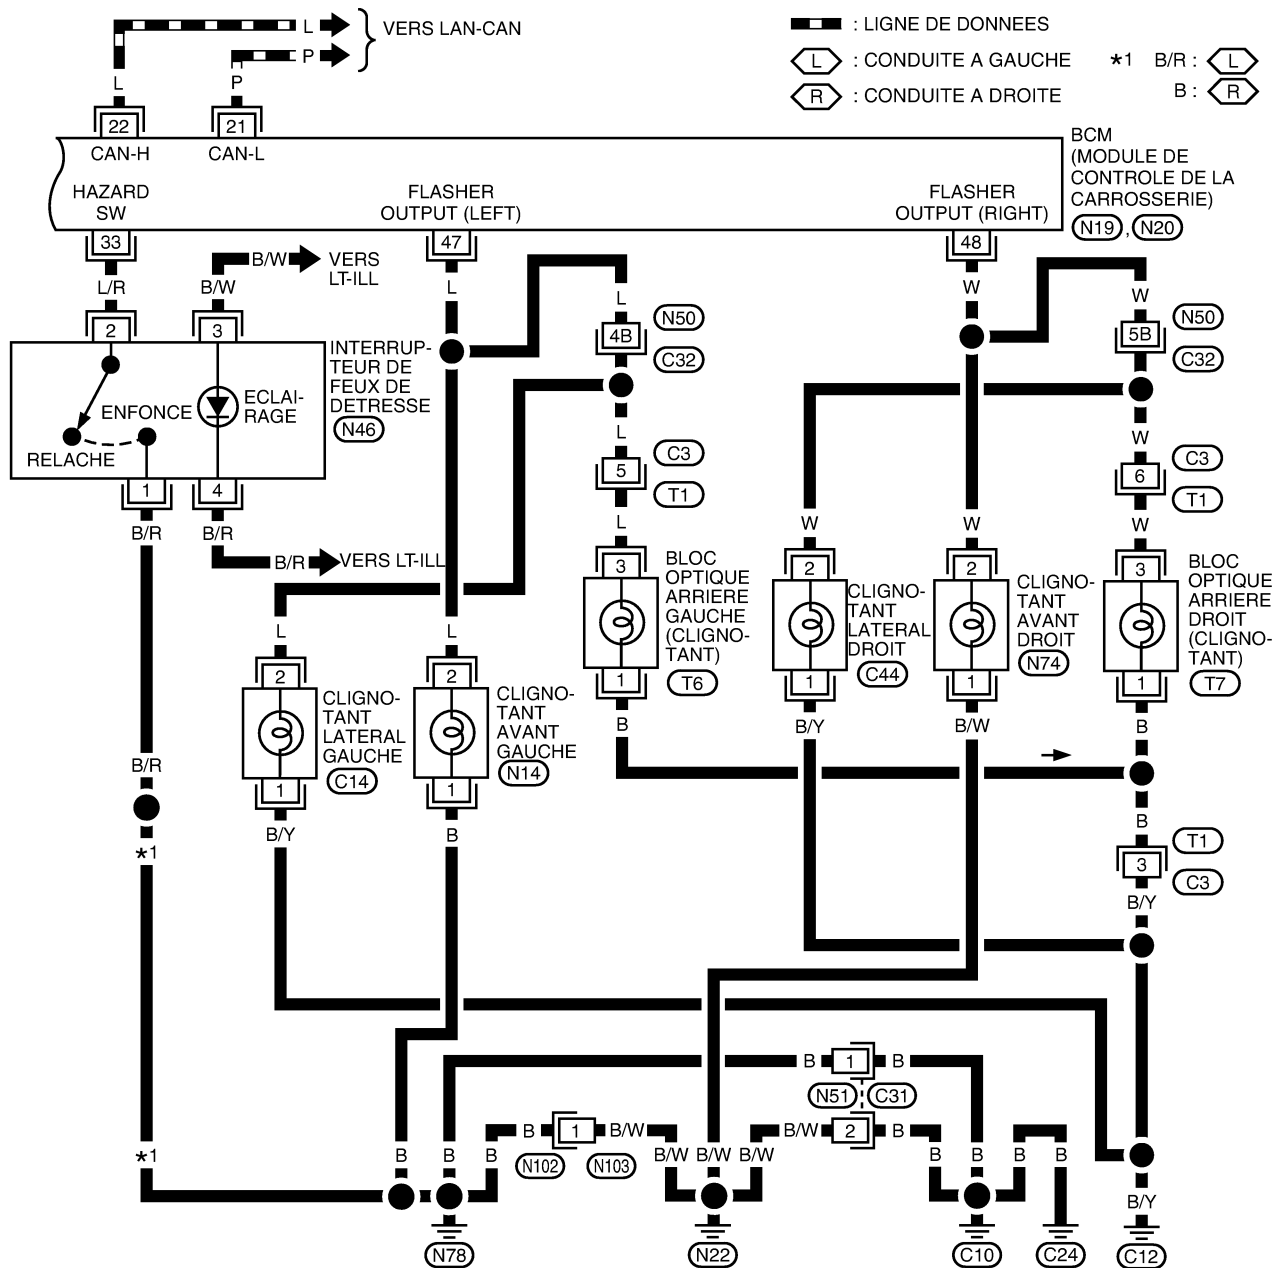 L
VERS LAN-CAN
P
L
P
: LIGNE DE DONNEES
L : CONDUITE A GAUCHE
R : CONDUITE A DROITE
*1 B/R : L
B : R
22
21
CAN-H
CAN-L
HAZARD
SW
FLASHER
OUTPUT (LEFT)
FLASHER
OUTPUT (RIGHT)
BCM
(MODULE DE
CONTROLE DE LA
CARROSSERIE)
N19 , N20
33
47
48
L/R
B/W
B/W
VERS
LT-ILL
L
L
W
W
2
3
4B
N50
C32
5B
N50
C32
INTERRUP-
TEUR DE
FEUX DE
DETRESSE
N46
ENFONCE
RELACHE
ECLAI-
RAGE
L
5
C3
T1
L
W
6
C3
T1
W
1
4
B/R
B/R
B/R
VERS LT-ILL
W
W
3
BLOC
OPTIQUE
ARRIERE
GAUCHE
(CLIGNO-
TANT)
T6
1
2
CLIGNO-
TANT
LATERAL
DROIT
C44
1
2
CLIGNO-
TANT
AVANT
DROIT
N74
1
3
BLOC
OPTIQUE
ARRIERE
DROIT
(CLIGNO-
TANT)
T7
1
L
L
2
CLIGNO-
TANT
LATERAL
GAUCHE
C14
1
2
CLIGNO-
TANT
AVANT
GAUCHE
N14
1
B
B/Y
B/W
B
B/R
B/Y
B
*1
B
T1
3
C3
B/Y
B
1
B
N51
C31
B
1
B/W
B/W
2
B
N102
N103
*1
B
B
B
B/W
B/W
B/W
B
B
B
B
B/Y
N78
N22
C10
C24
C12